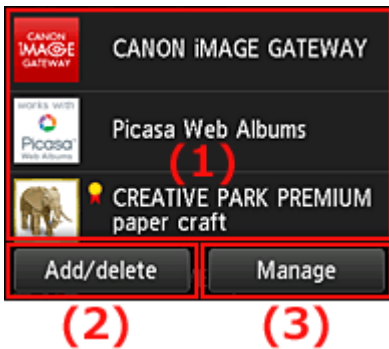 CANON
iMAGE
GATEWAY
CANON iMAGE GATEWAY
works with
Picasa
Web Albums
Picasa Web Albums
(1)
CREATIVE PARK PREMIUM
paper craft
Add/delete
Manage
(2)
(3)